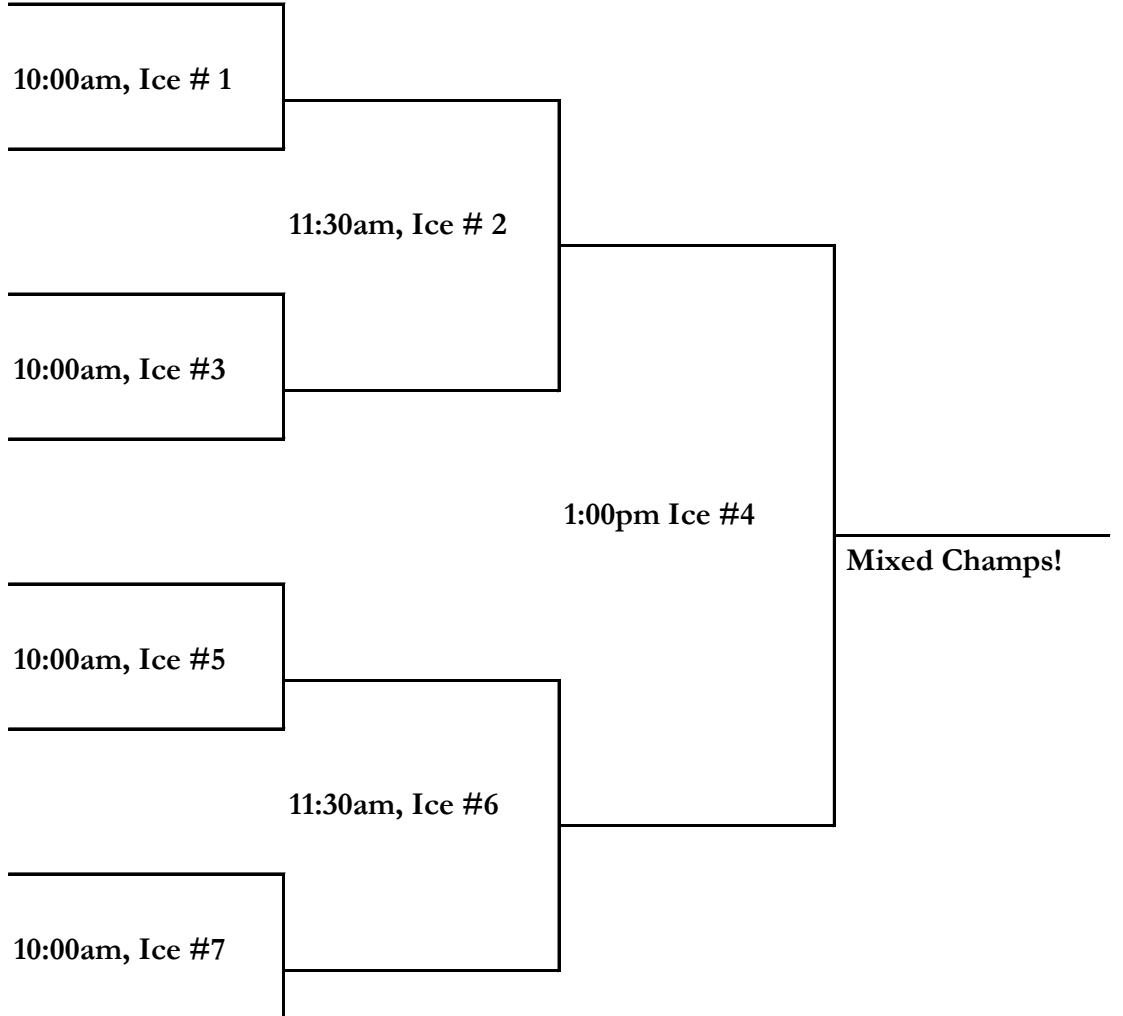 10:00am, Ice # 1
11:30am, Ice # 2
10:00am, Ice #3
1:00pm Ice #4
Mixed Champs!
10:00am, Ice #5
11:30am, Ice #6
10:00am, Ice #7